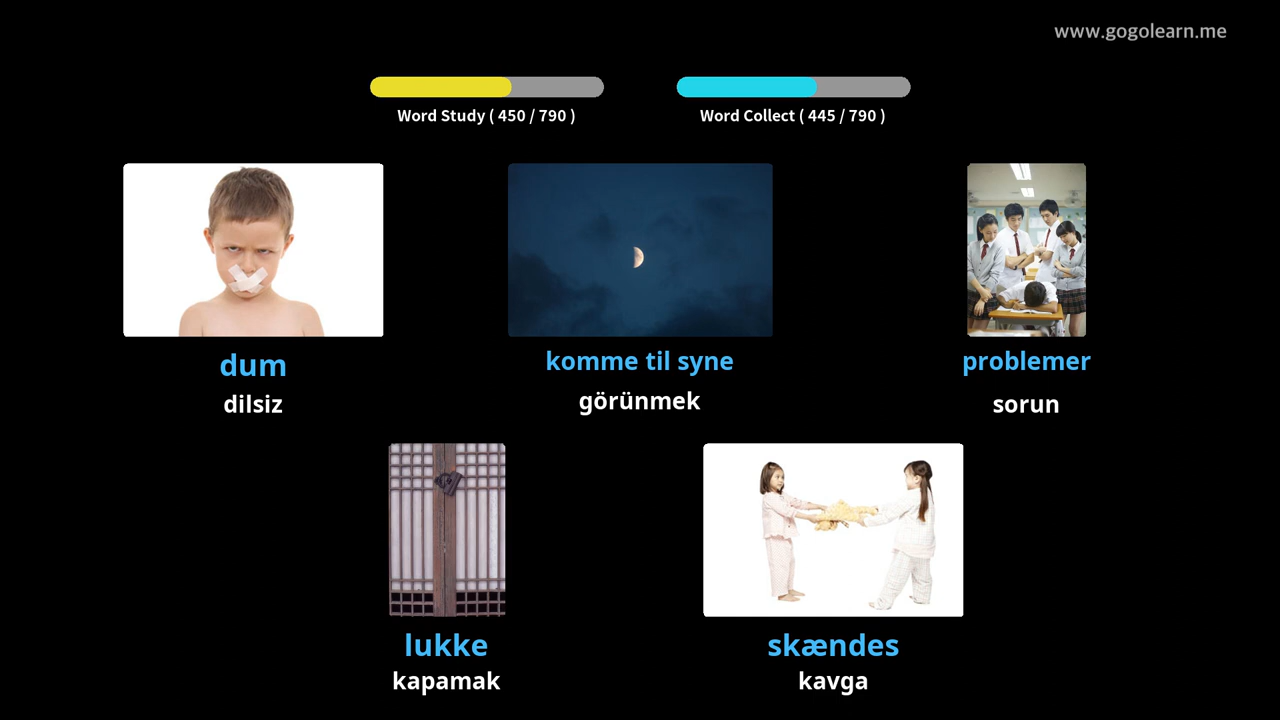 www.gogolearn.me
Word Study ( 450 / 790 )
Word Collect ( 445 / 790 )
dum
dilsiz
komme til syne
görünmek
problemer
sorun
lukke
kapamak
skændes
kavga